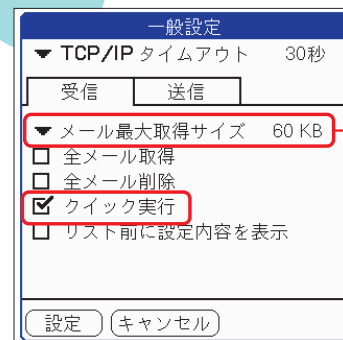 一般設定
TCP/IP タイムアウト 30秒
受信 送信
メール最大取得サイズ 60 KB
全メール取得
全メール削除
クイック実行
リスト前に設定内容を表示
設定 キャンセル